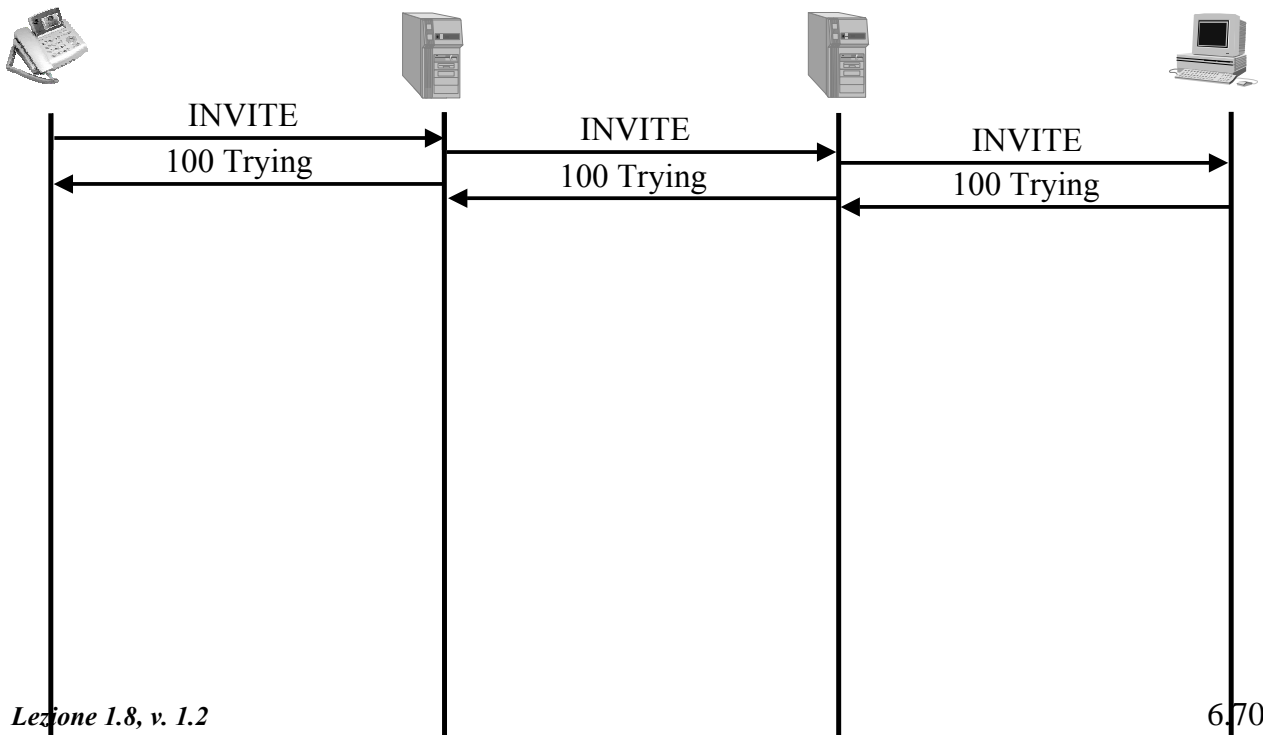 INVITE
INVITE
INVITE
100 Trying
100 Trying
100 Trying
Lezione 1.8, v. 1.2
6.70